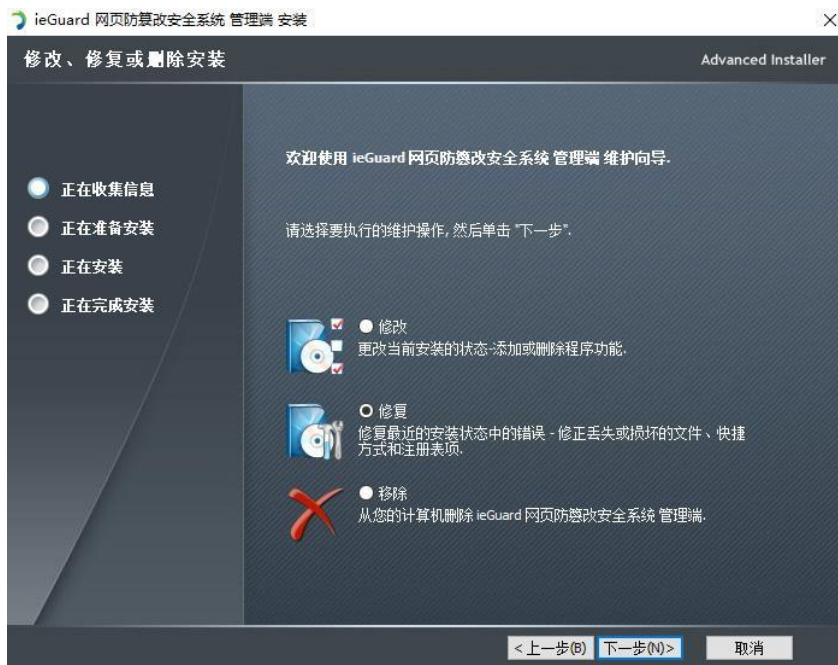 ieGuard 网页防篡改安全系统 管理端 安装
修改、修复或删除安装
Advanced Installer
欢迎使用 ieGuard 网页防篡改安全系统 管理端 维护向导.
正在收集信息
正在准备安装
请选择要执行的维护操作, 然后单击 "下一步".
正在安装
正在完成安装
修改
更改当前安装的状态-添加或删除程序功能.
修复
修复最近的安装状态中的错误 - 修正丢失或损坏的文件、快捷
方式和注册表项.
移除
从您的计算机删除 ieGuard 网页防篡改安全系统 管理端.
<上一步(B)
下一步(N)>
取消